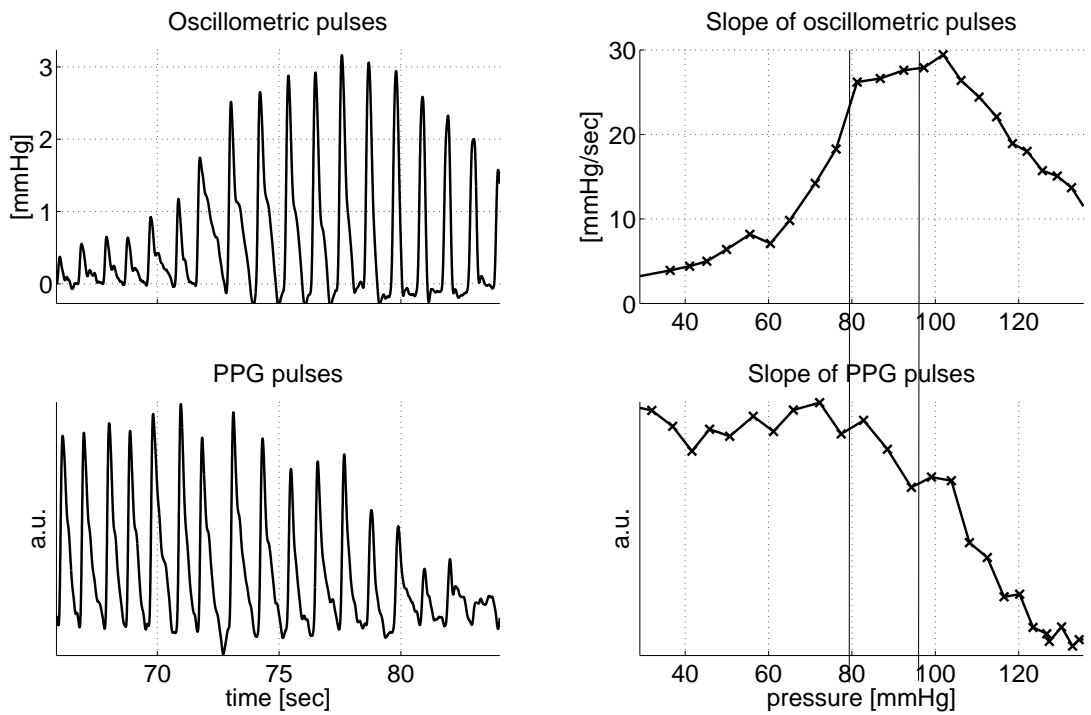 Oscillometric pulses
3
2
1
0
[mmHg]
Slope of oscillometric pulses
30
20
10
0
[mmHg/sec]
40 60 80 100 120
PPG pulses
a.u.
70 75 80
time [sec]
Slope of PPG pulses
a.u.
40 60 80 100 120
pressure [mmHg]